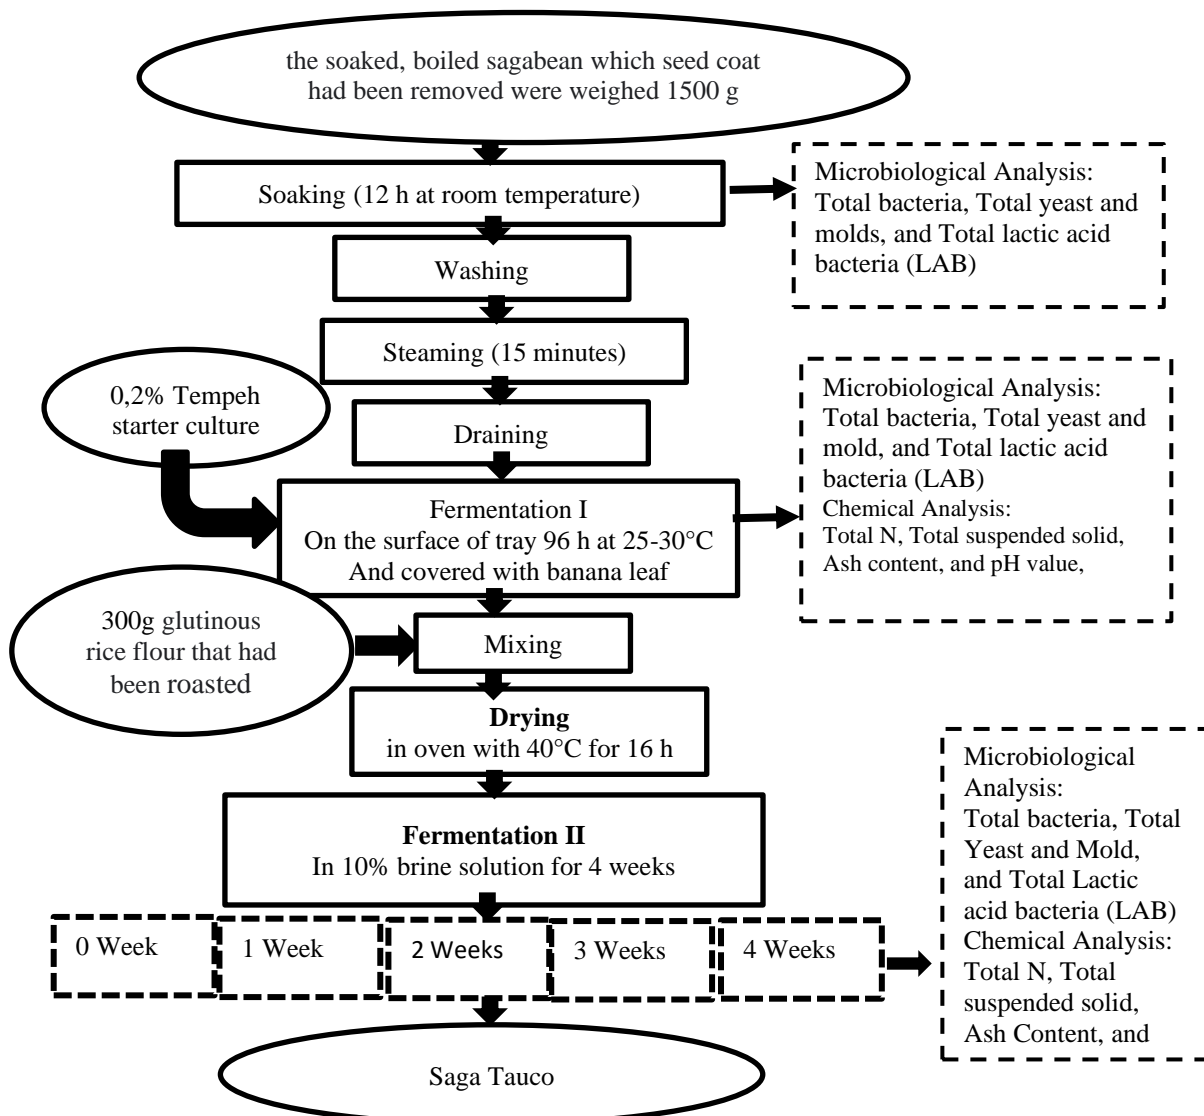 the soaked, boiled sagabean which seed coat
had been removed were weighed 1500 g
Soaking (12 h at room temperature)
Microbiological Analysis:
Total bacteria, Total yeast and
molds, and Total lactic acid
bacteria (LAB)
Washing
Steaming (15 minutes)
0,2% Tempeh
starter culture
Draining
Microbiological Analysis:
Total bacteria, Total yeast and
mold, and Total lactic acid
bacteria (LAB)
Chemical Analysis:
Total N, Total suspended solid,
Ash content, and pH value,
Fermentation I
On the surface of tray 96 h at 25-30°C
And covered with banana leaf
300g glutinous
rice flour that had
been roasted
Mixing
Drying
in oven with 40°C for 16 h
Fermentation II
In 10% brine solution for 4 weeks
0 Week
1 Week
2 Weeks
3 Weeks
4 Weeks
Microbiological
Analysis:
Total bacteria, Total
Yeast and Mold,
and Total Lactic
acid bacteria (LAB)
Chemical Analysis:
Total N, Total
suspended solid,
Ash Content, and
Saga Tauco